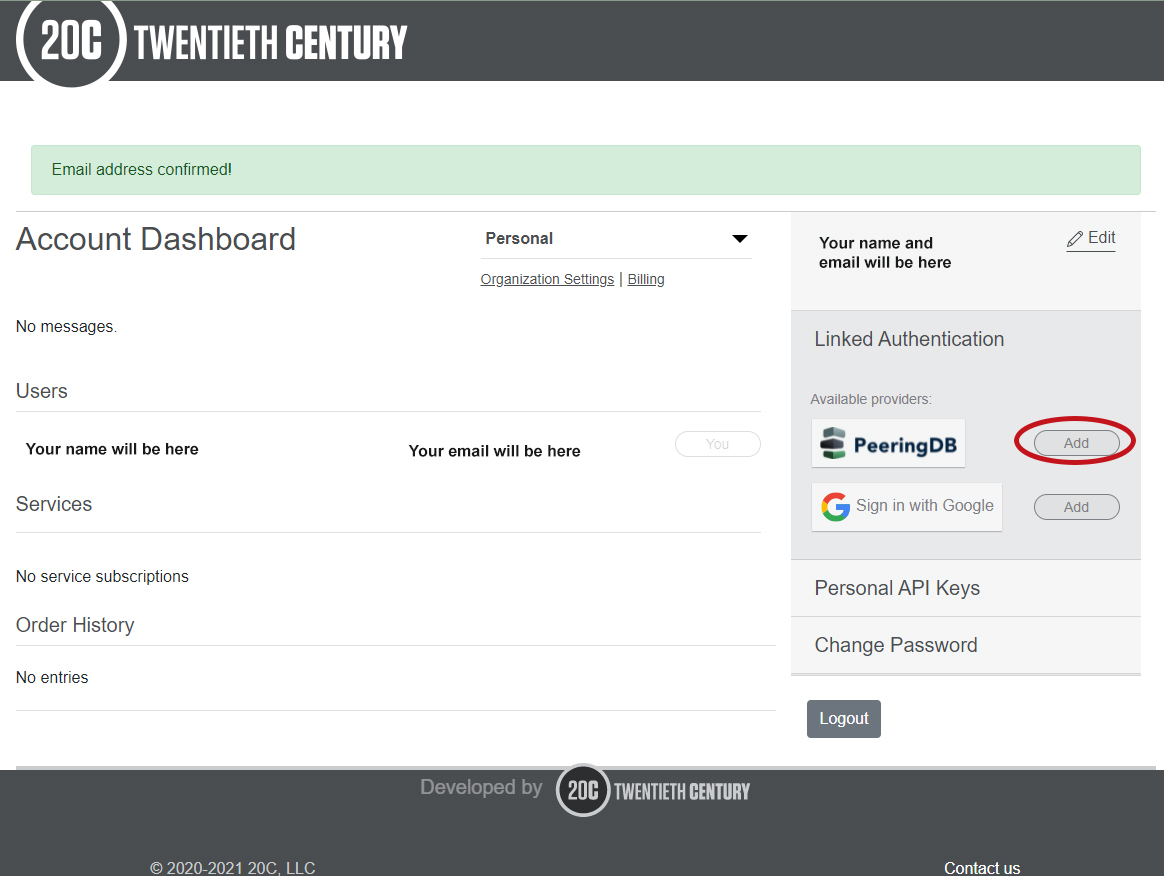 20C TWENTIETH CENTURY
Email address confirmed!
Account Dashboard
Personal
Organization Settings | Billing
No messages.
Users
Your name will be here
Your email will be here
You
Services
No service subscriptions
Order History
No entries
Your name and
email will be here
Edit
Linked Authentication
Available providers:
PeeringDB
Add
Sign in with Google
Add
Personal API Keys
Change Password
Logout
Developed by 20C TWENTIETH CENTURY
© 2020-2021 20C, LLC
Contact us